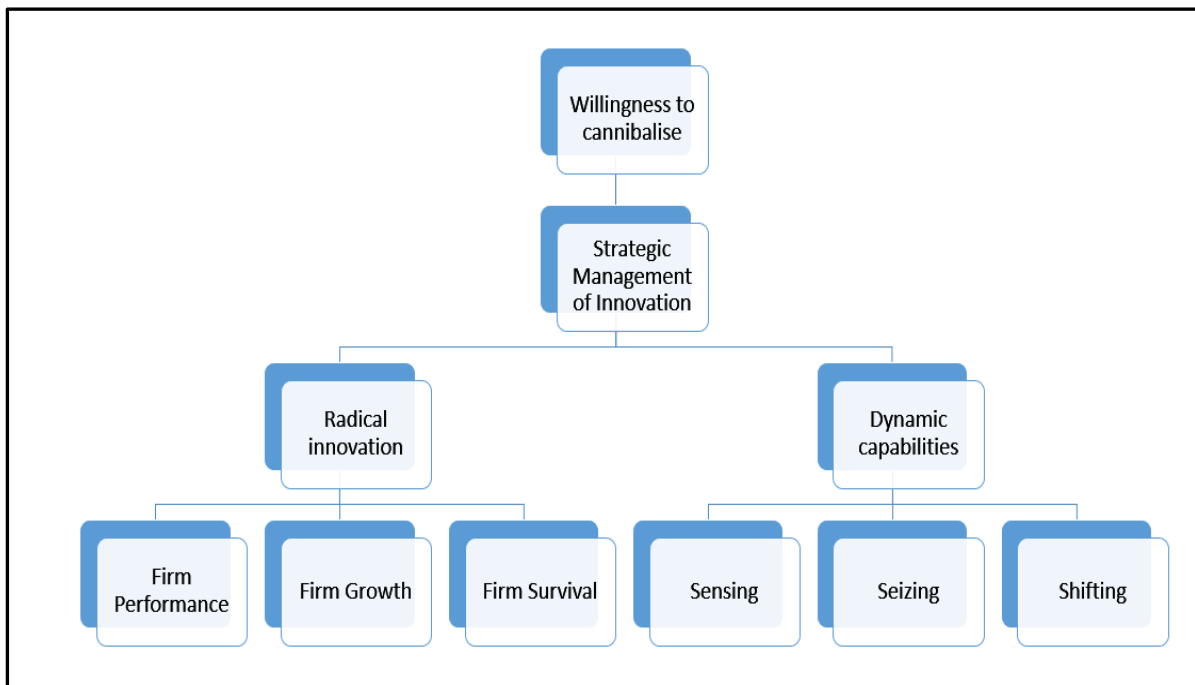 Willingness to
cannibalise
Strategic
Management
of Innovation
Radical
innovation
Dynamic
capabilities
Firm
Performance
Firm Growth
Firm Survival
Sensing
Seizing
Shifting